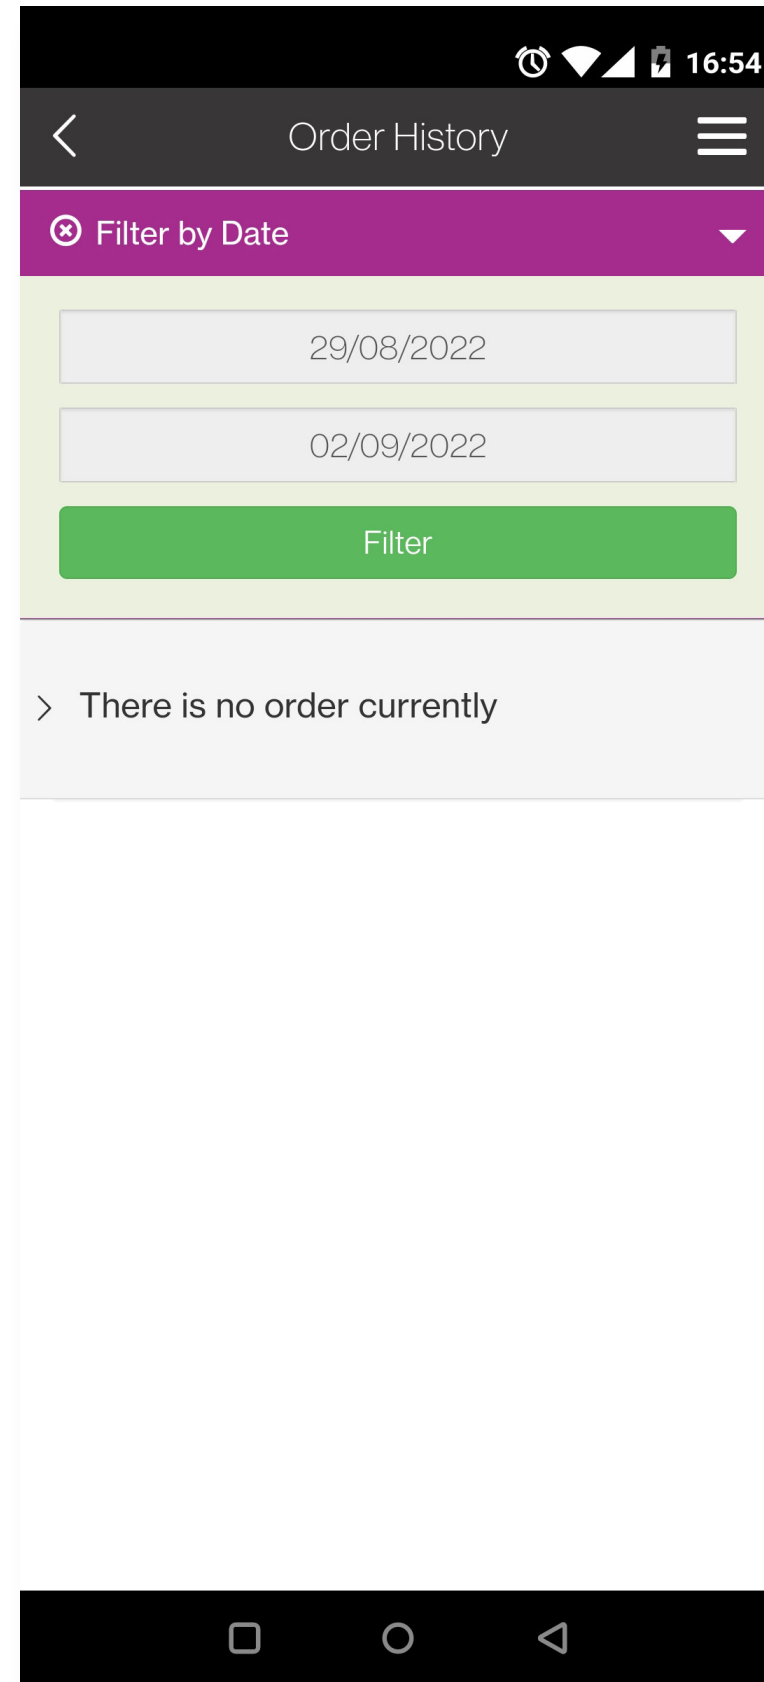 16:54
Order History
Filter by Date
29/08/2022
02/09/2022
Filter
There is no order currently